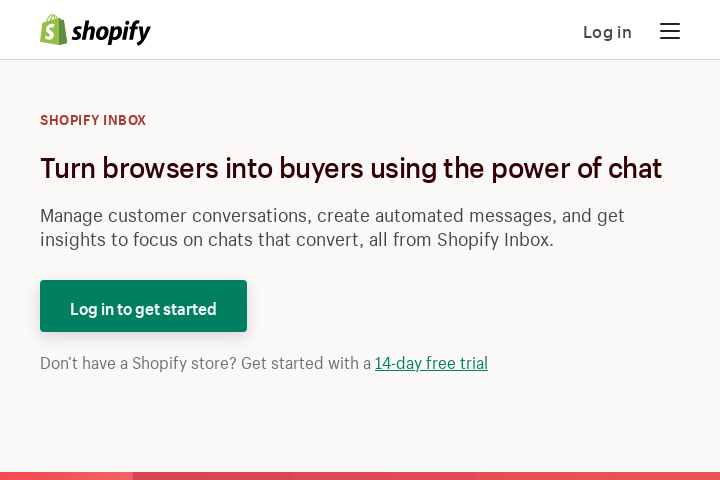 shopify
Log in
SHOPIFY INBOX
Turn browsers into buyers using the power of chat
Manage customer conversations, create automated messages, and get
insights to focus on chats that convert, all from Shopify Inbox.
Log in to get started
Don't have a Shopify store? Get started with a 14-day free trial